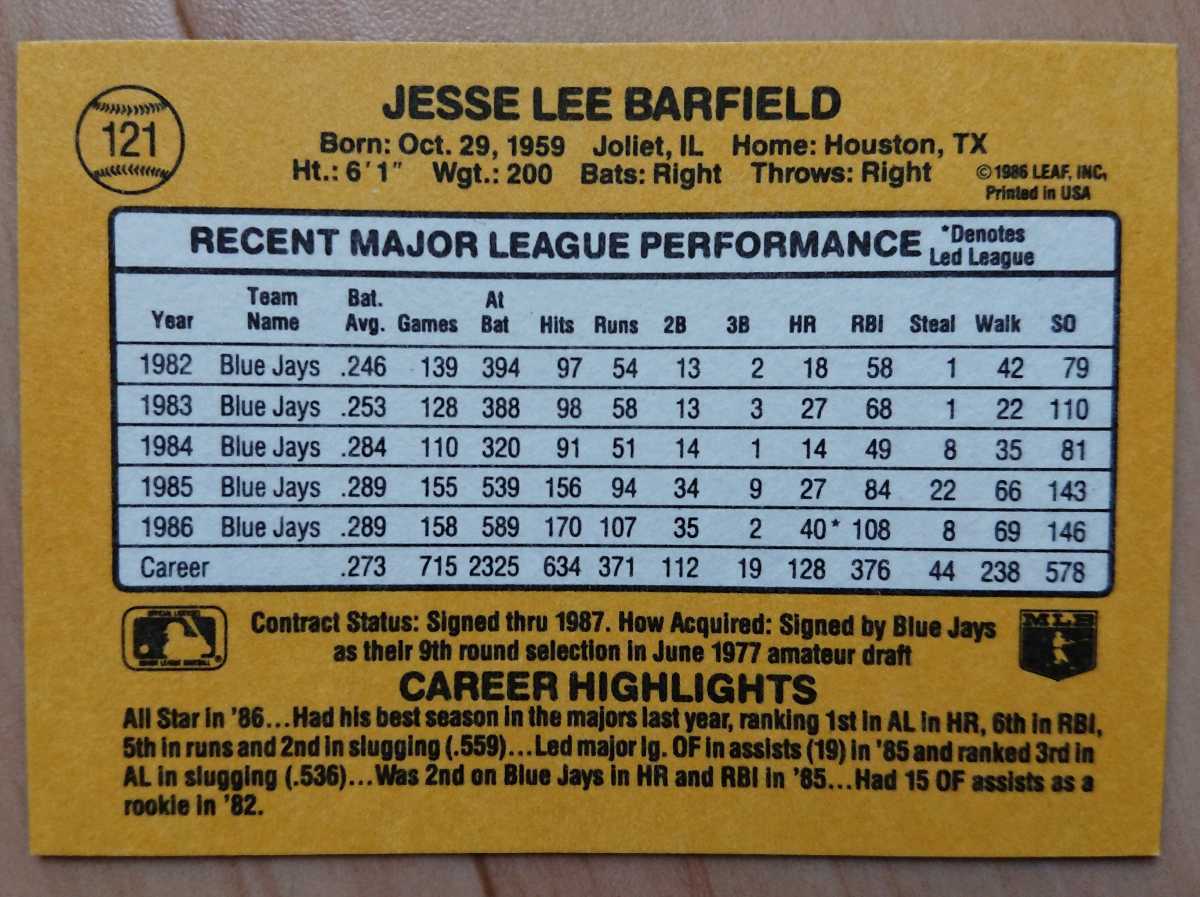 121
JESSE LEE BARFIELD
Born: Oct. 29, 1959 Joliet, IL Home: Houston, TX
Ht.: 6'1" Wgt.: 200 Bats: Right Throws: Right
©1986 LEAF, INC,
Printed in USA
RECENT MAJOR LEAGUE PERFORMANCE *Denotes Led League
Year Team Name Bat. Avg. Games At Bat Hits Runs 2B 3B HR RBI Steal Walk SO
1982 Blue Jays .246 139 394 97 54 13 2 18 58 1 42 79
1983 Blue Jays .253 128 388 98 58 13 3 27 68 1 22 110
1984 Blue Jays .284 110 320 91 51 14 1 14 49 8 35 81
1985 Blue Jays .289 155 539 156 94 34 9 27 84 22 66 143
1986 Blue Jays .289 158 589 170 107 35 2 40* 108 8 69 146
Career .273 715 2325 634 371 112 19 128 376 44 238 578
Contract Status: Signed thru 1987. How Acquired: Signed by Blue Jays
as their 9th round selection in June 1977 amateur draft
MLB
CAREER HIGHLIGHTS
All Star in '86...Had his best season in the majors last year, ranking 1st in AL in HR, 6th in RBI,
5th in runs and 2nd in slugging (.559)...Led major lg. OF in assists (19) in '85 and ranked 3rd in
AL in slugging (.536)...Was 2nd on Blue Jays in HR and RBI in '85...Had 15 OF assists as a
rookie in '82.